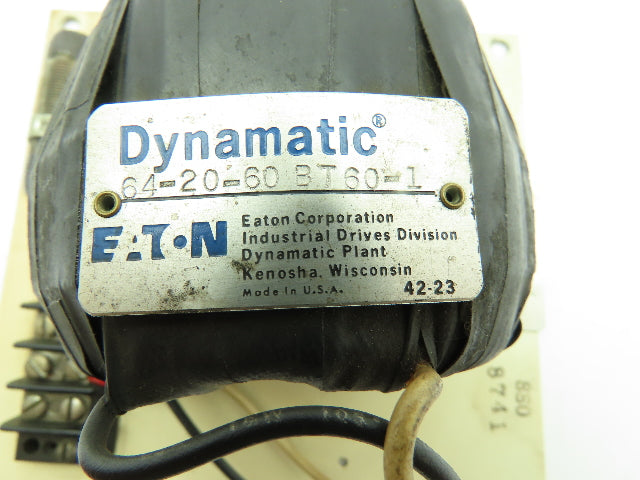 Dynamatic®
64-20-60 BT60-1
EATON
Eaton Corporation
Industrial Drives Division
Dynamatic Plant
Kenosha, Wisconsin
Made in U.S.A.
42-23
8741